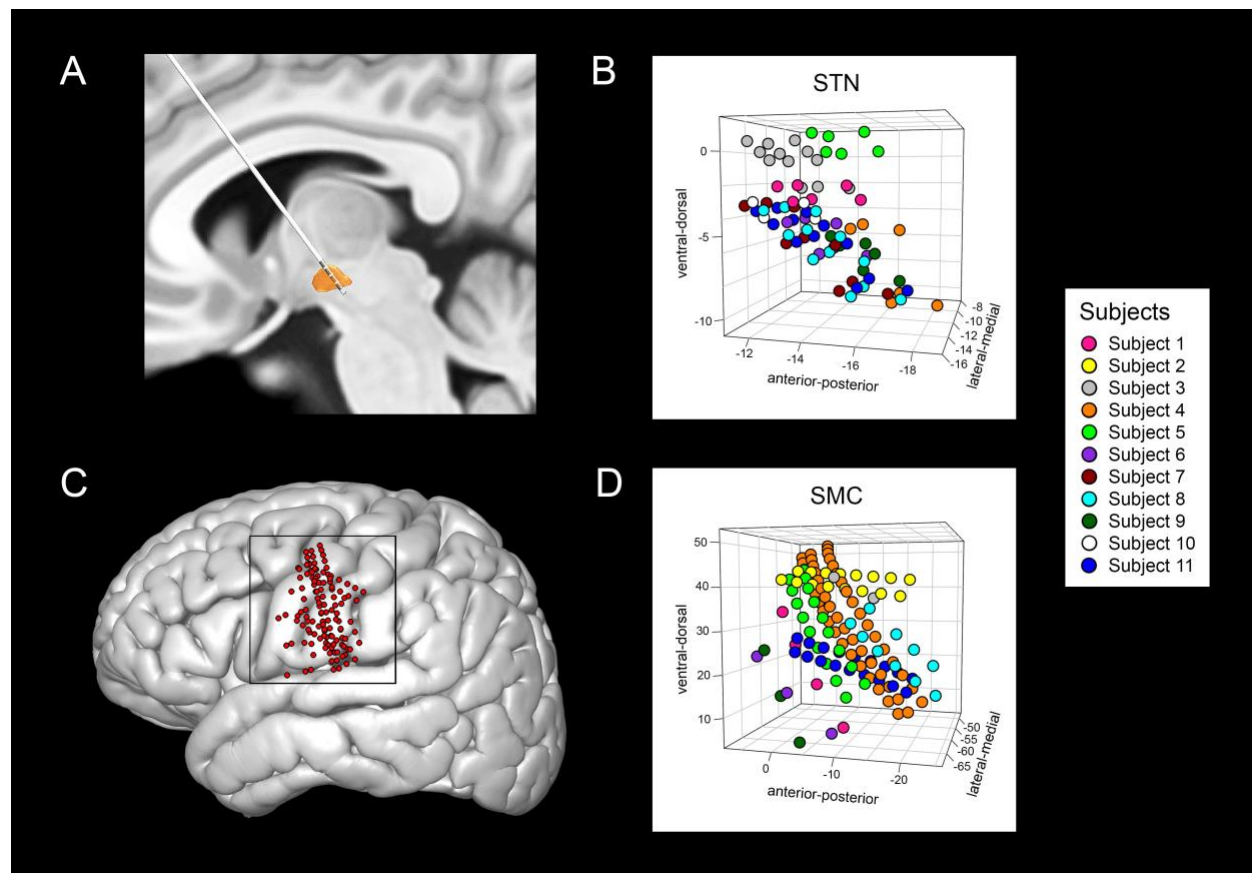 A
B
STN
0
-5
-10
ventral-dorsal
-12
-14
-16
-18
anterior-posterior
-8
-10
-12
-14
-16
lateral-medial
Subjects
Subject 1
Subject 2
Subject 3
Subject 4
Subject 5
Subject 6
Subject 7
Subject 8
Subject 9
Subject 10
Subject 11
C
D
SMC
50
40
30
20
10
ventral-dorsal
0
-10
-20
anterior-posterior
-50
-55
-60
-65
lateral-medial